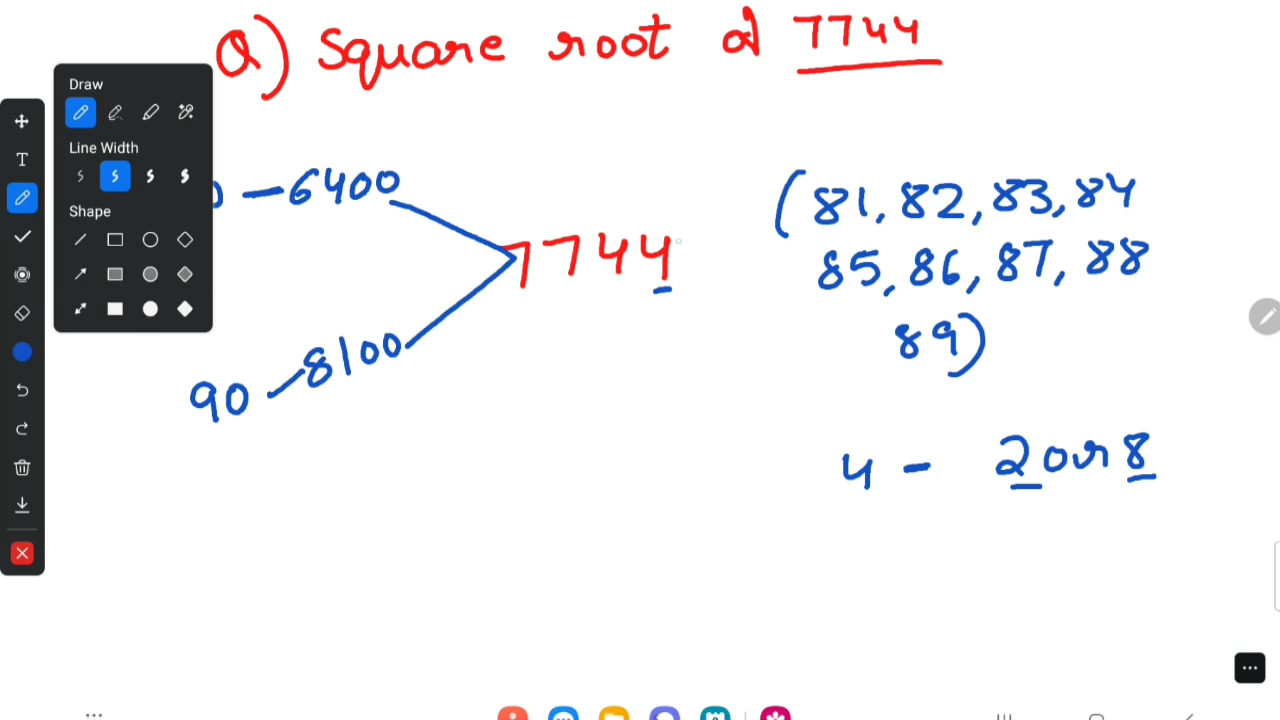 Q) Square root of 7744
Draw
Line Width
Shape
T
0 - 6400
7744
90 - 8100
(81, 82, 83, 84
85, 86, 87, 88
89)
4 - 2 or 8